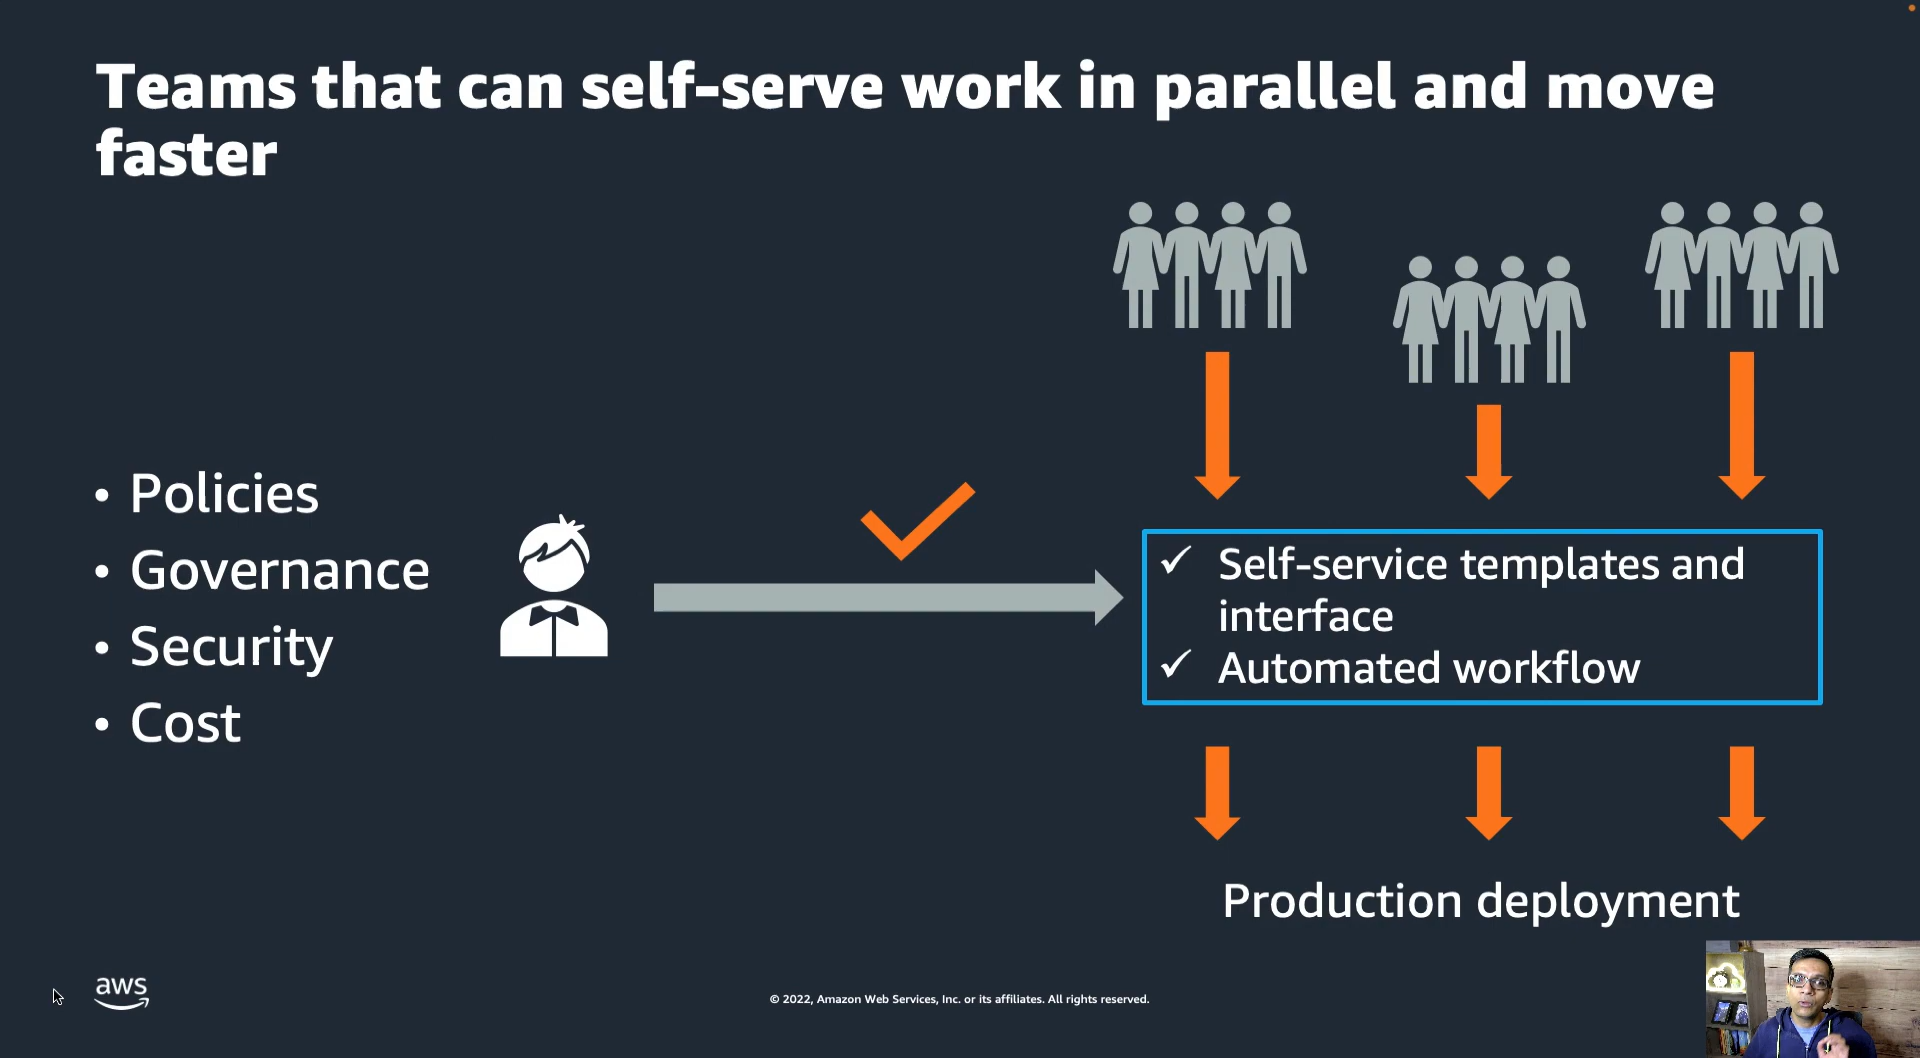 Teams that can self-serve work in parallel and move
faster
• Policies
• Governance
• Security
• Cost
✓ Self-service templates and
interface
✓ Automated workflow
Production deployment
aws
© 2022, Amazon Web Services, Inc. or its affiliates. All rights reserved.